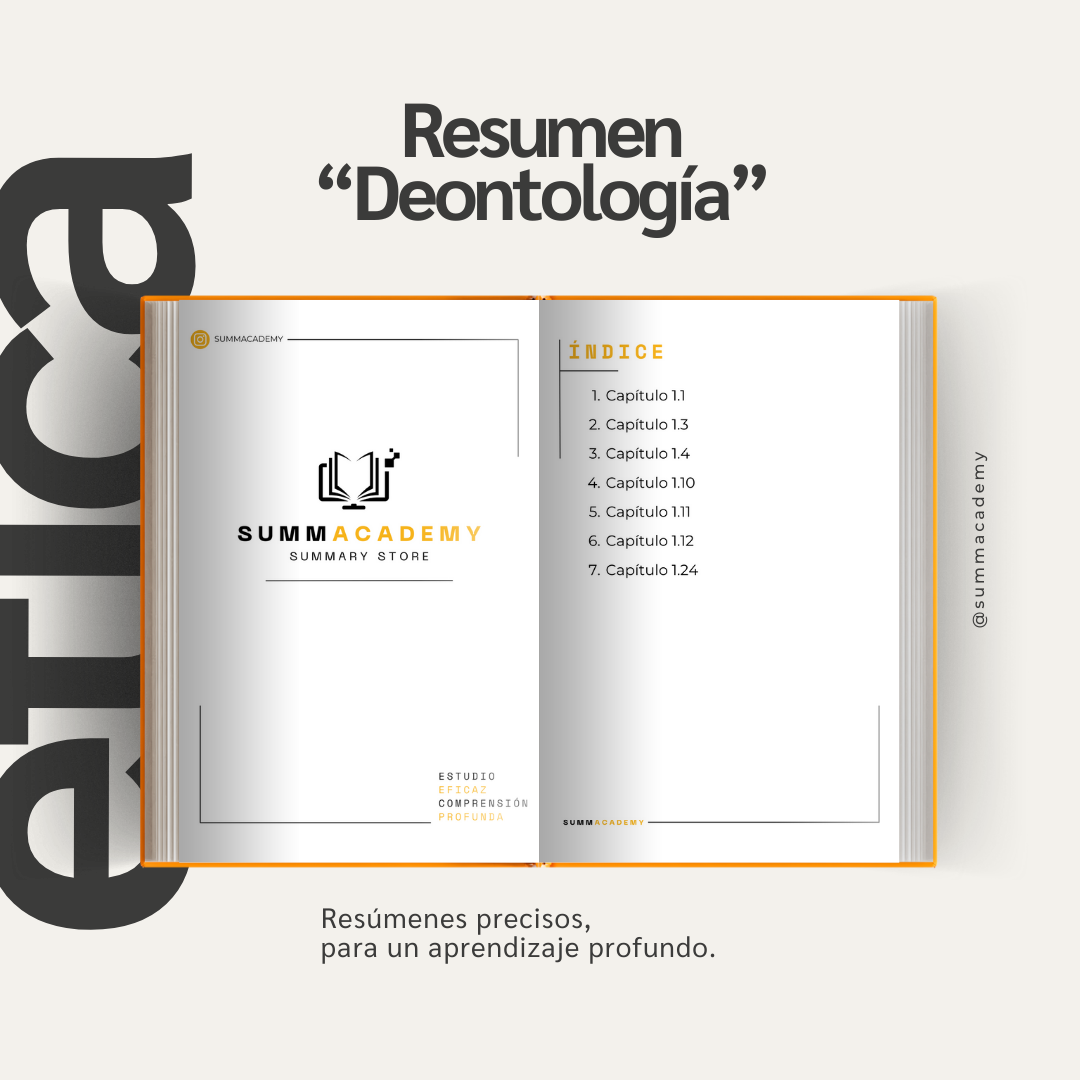 Resumen
“Deontología”
etica
SUMMACADEMY
SUMMACADEMY
SUMMARY STORE
ESTUDIO
EFICAZ
COMPRENSIÓN
PROFUNDA
ÍNDICE
1. Capítulo 1.1
2. Capítulo 1.3
3. Capítulo 1.4
4. Capítulo 1.10
5. Capítulo 1.11
6. Capítulo 1.12
7. Capítulo 1.24
SUMMACADEMY
@summacademy
Resúmenes precisos,
para un aprendizaje profundo.